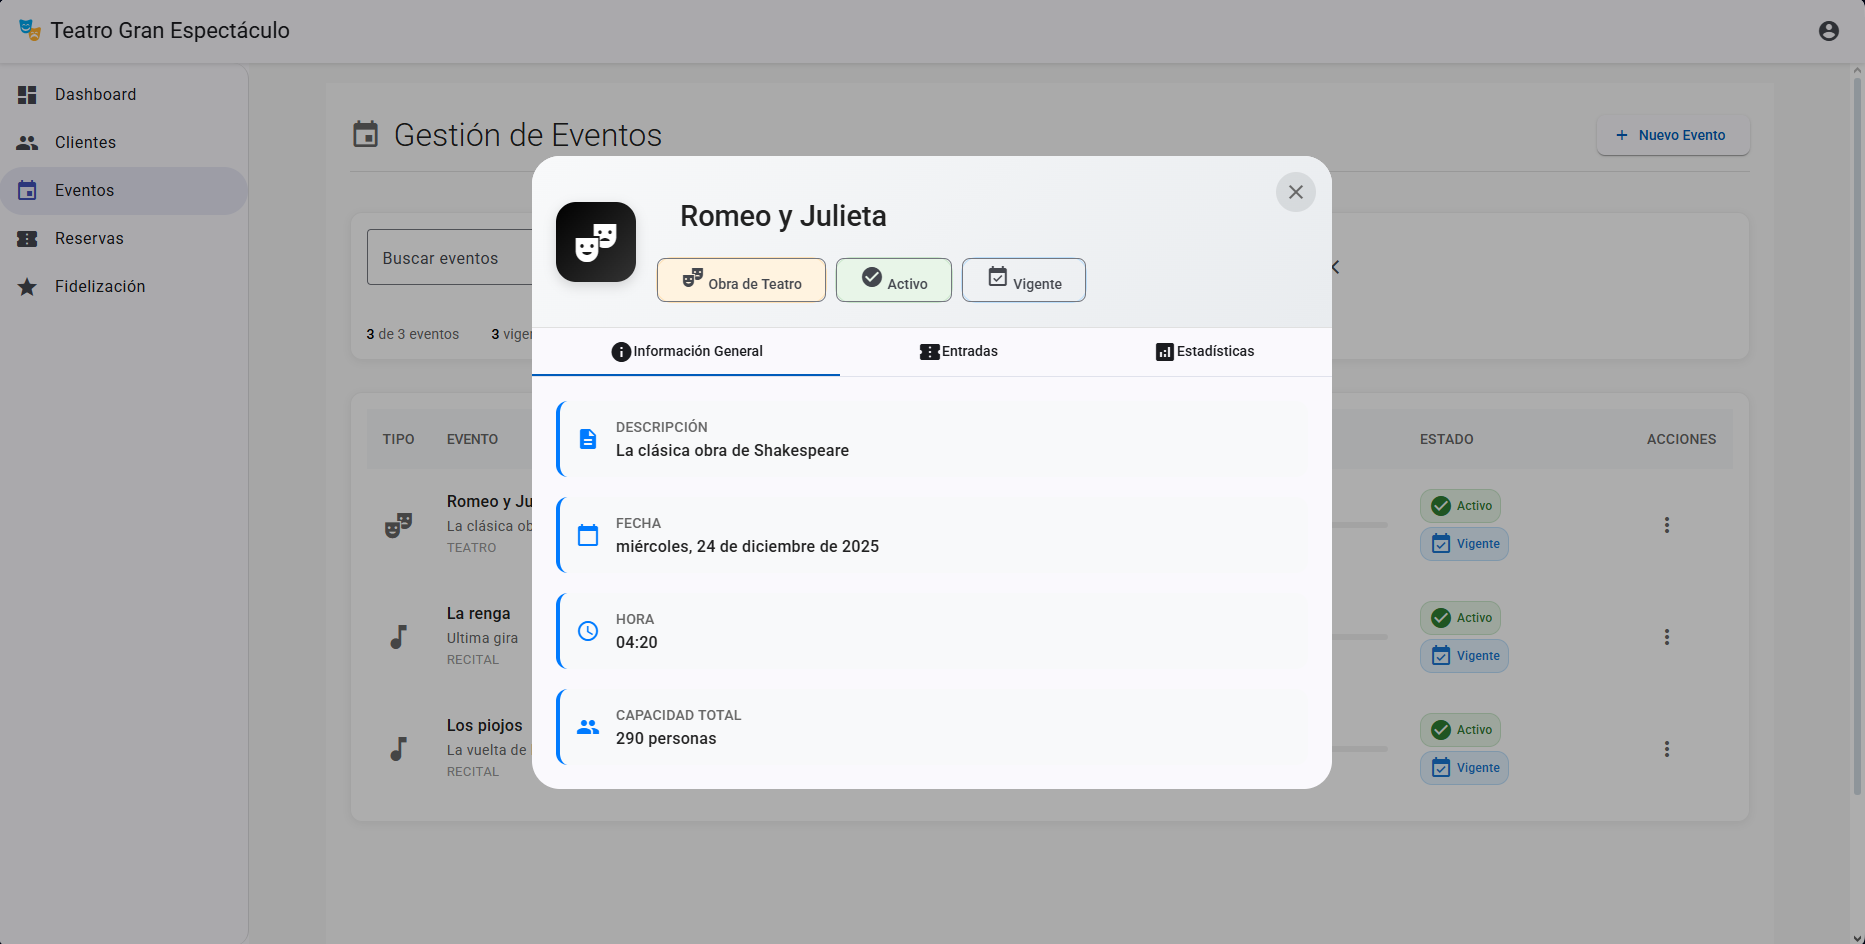 Teatro Gran Espectáculo
Dashboard
Clientes
Eventos
Reservas
Fidelización
Gestión de Eventos
+ Nuevo Evento
Buscar eventos
3 de 3 eventos 3
TIPO EVENTO ESTADO ACCIONES
Romeo y
La clásica
TEATRO
Activo
Vigente
La renga
Ultima gira
RECITAL
Activo
Vigente
Los piojos
La vuelta de
RECITAL
Activo
Vigente
Romeo y Julieta
Obra de Teatro Activo Vigente
Información General Entradas Estadísticas
DESCRIPCIÓN
La clásica obra de Shakespeare
FECHA
miércoles, 24 de diciembre de 2025
HORA
04:20
CAPACIDAD TOTAL
290 personas